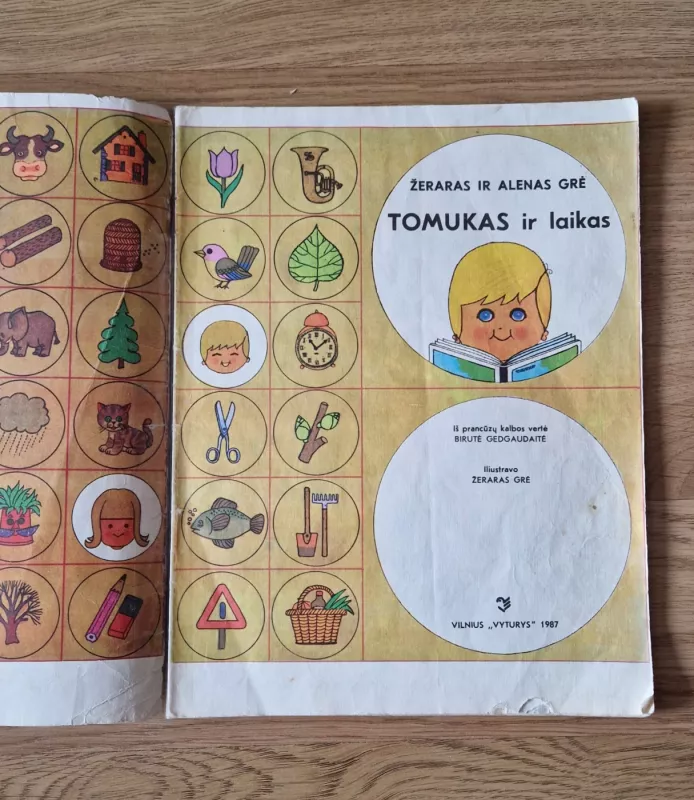 ŽERARAS IR ALENAS GRĖ
TOMUKAS ir laikas
Iš prancūzų kalbos vertė
BIRUTĖ GEDGAUDAITĖ
Iliustravo
ŽERARAS GRĖ
VILNIUS „VYTURYS" 1987